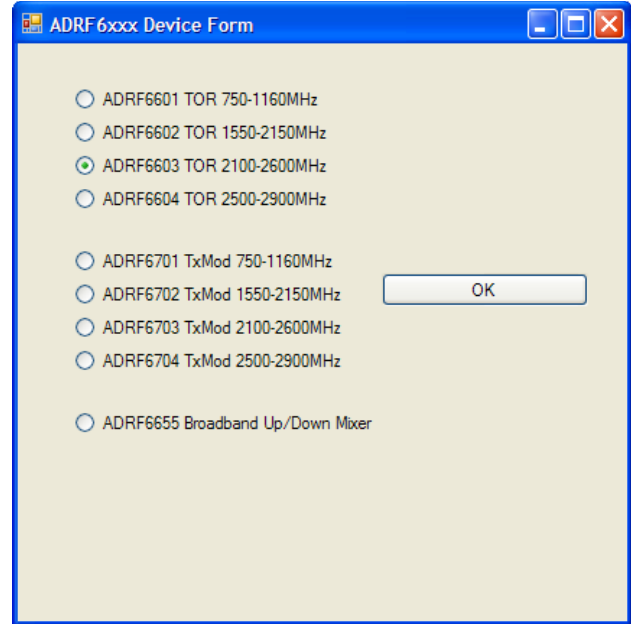 ADRF6xxx Device Form
ADRF6601 TOR 750-1160MHz
ADRF6602 TOR 1550-2150MHz
ADRF6603 TOR 2100-2600MHz
ADRF6604 TOR 2500-2900MHz
ADRF6701 TxMod 750-1160MHz
ADRF6702 TxMod 1550-2150MHz
OK
ADRF6703 TxMod 2100-2600MHz
ADRF6704 TxMod 2500-2900MHz
ADRF6655 Broadband Up/Down Mixer